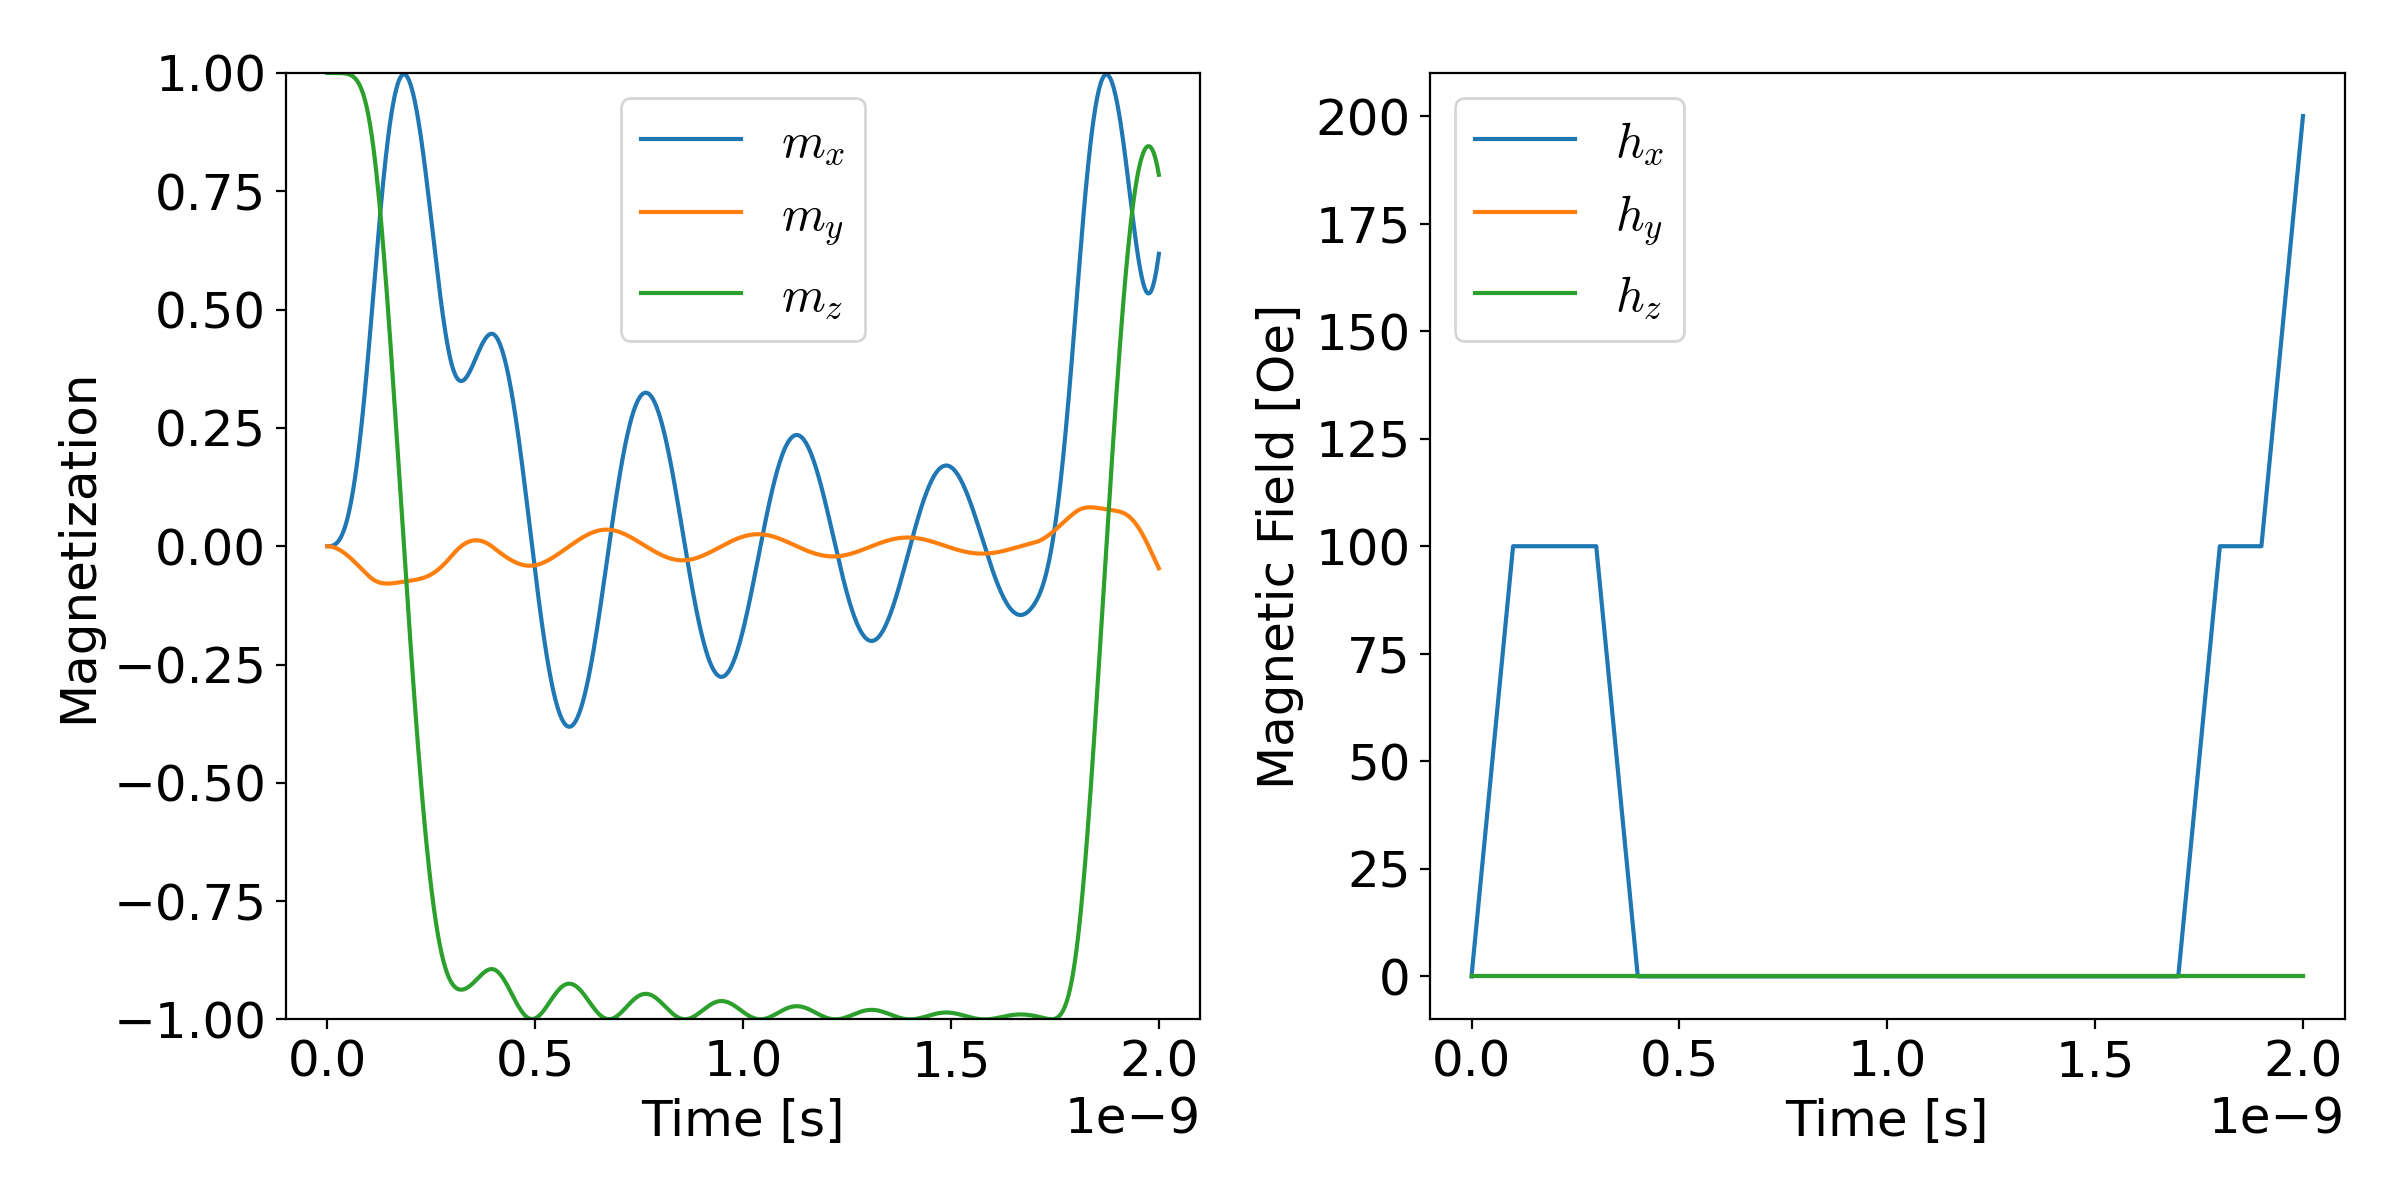 Magnetization
1.00
0.75
0.50
0.25
0.00
−0.25
−0.50
−0.75
−1.00
m_x
m_y
m_z
0.0 0.5 1.0 1.5 2.0
Time [s]
1e−9
Magnetic Field [Oe]
200
175
150
125
100
75
50
25
0
h_x
h_y
h_z
0.0 0.5 1.0 1.5 2.0
Time [s]
1e−9